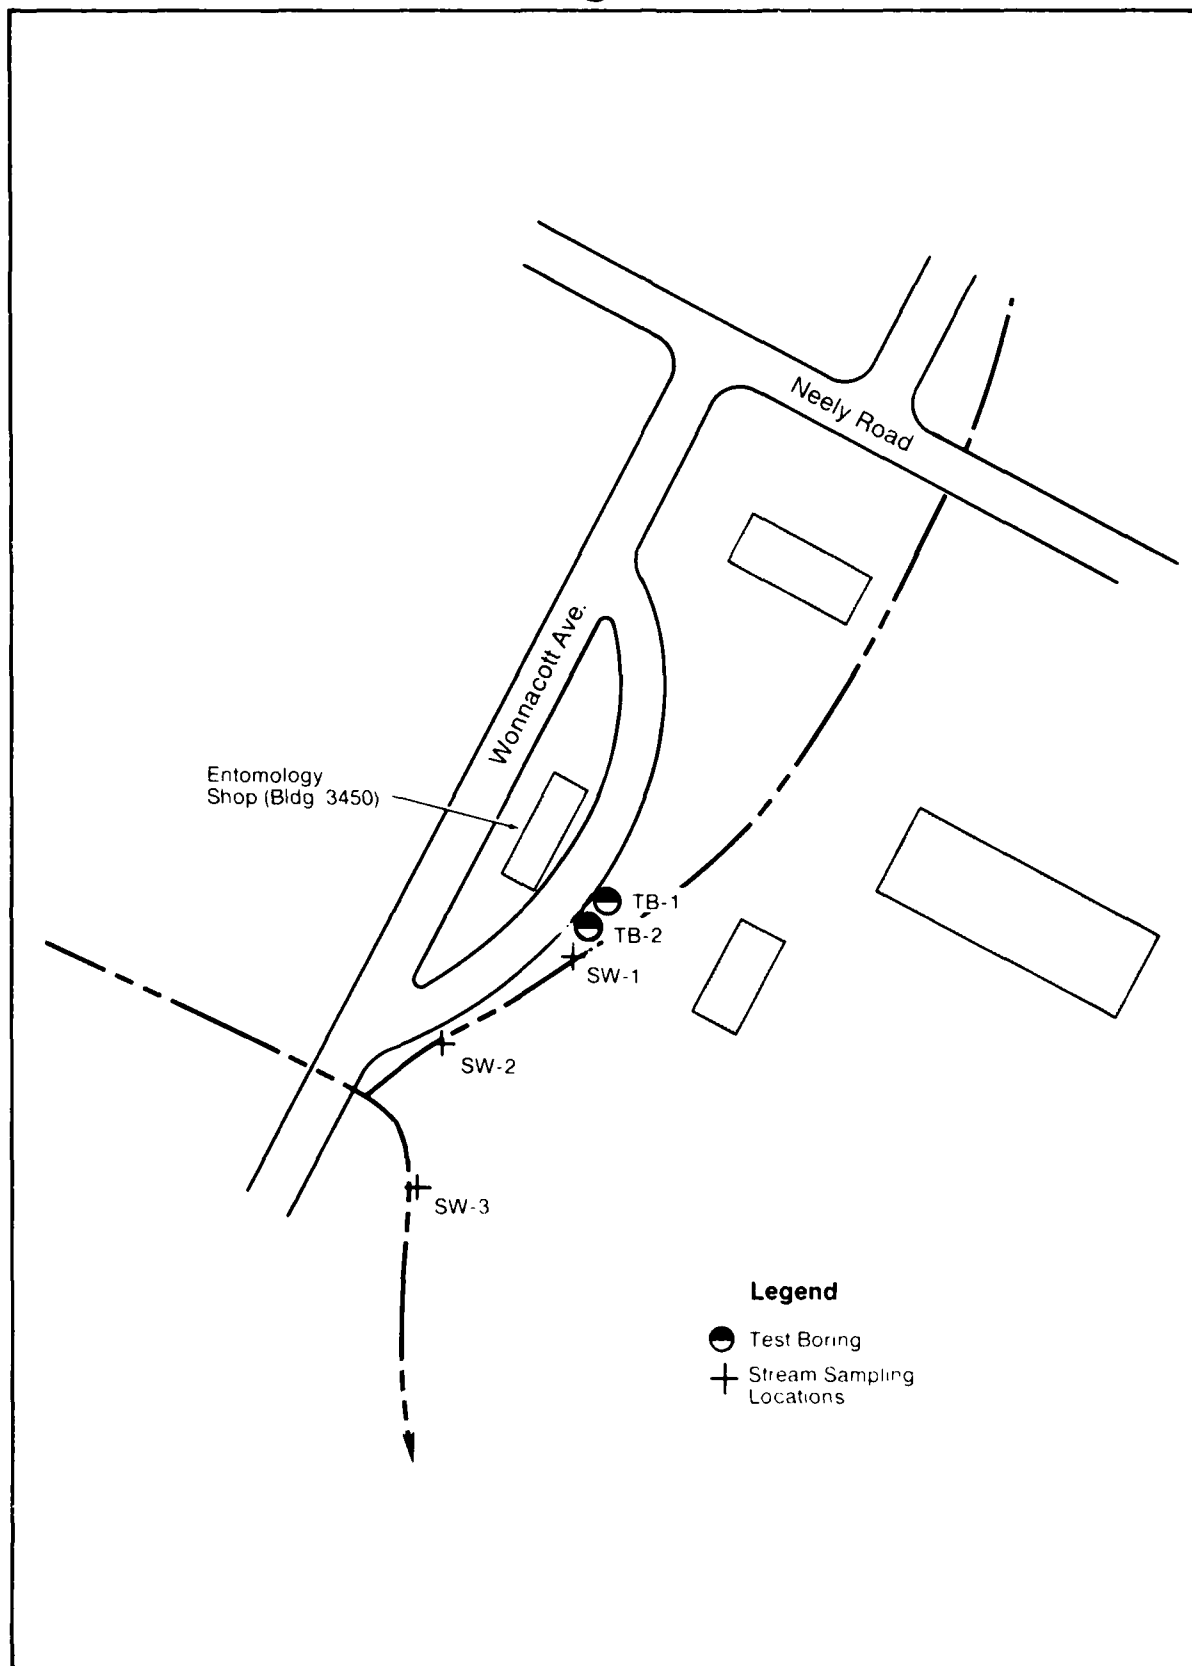 Neely Road
Wonnacott Ave.
Entomology
Shop (Bldg 3450)
TB-1
TB-2
SW-1
SW-2
SW-3
Legend
Test Boring
Stream Sampling
Locations